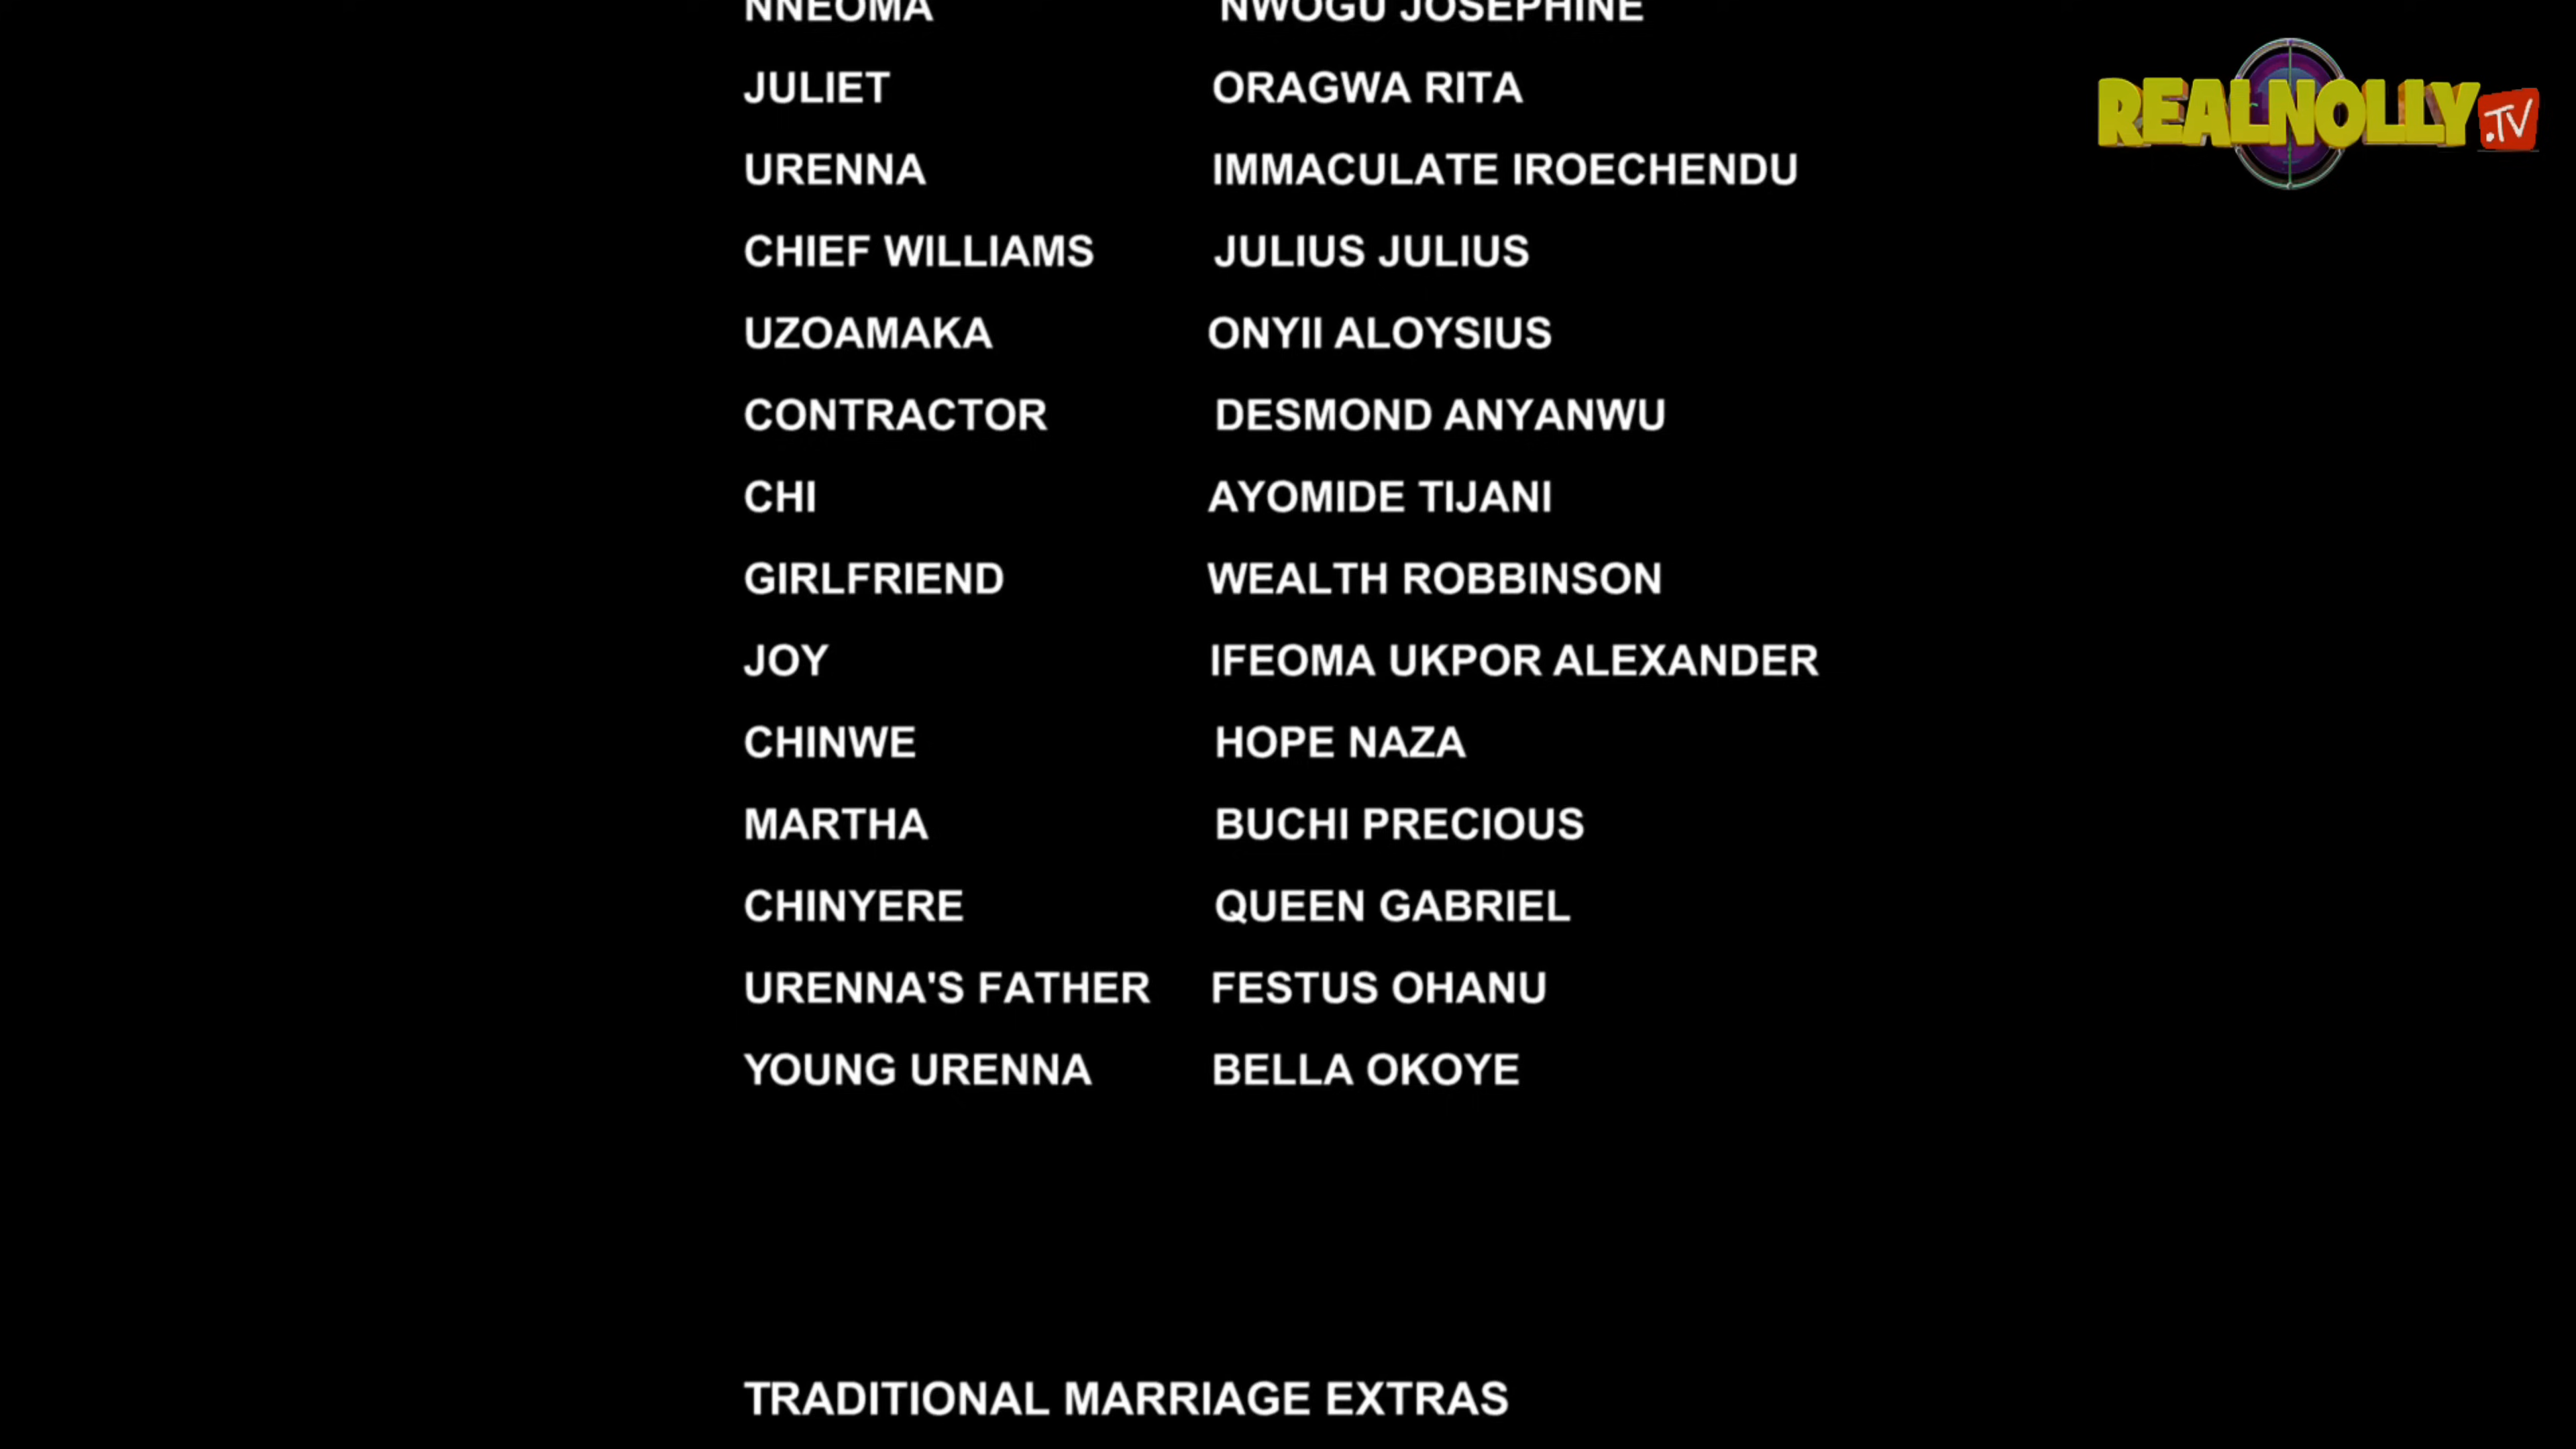 NNEOMA NWOGU JOSEPHINE
JULIET ORAGWA RITA
URENNA IMMACULATE IROECHENDU
CHIEF WILLIAMS JULIUS JULIUS
UZOAMAKA ONYII ALOYSIUS
CONTRACTOR DESMOND ANYANWU
CHI AYOMIDE TIJANI
GIRLFRIEND WEALTH ROBBINSON
JOY IFEOMA UKPOR ALEXANDER
CHINWE HOPE NAZA
MARTHA BUCHI PRECIOUS
CHINYERE QUEEN GABRIEL
URENNA'S FATHER FESTUS OHANU
YOUNG URENNA BELLA OKOYE
TRADITIONAL MARRIAGE EXTRAS
REALNOLLY.TV